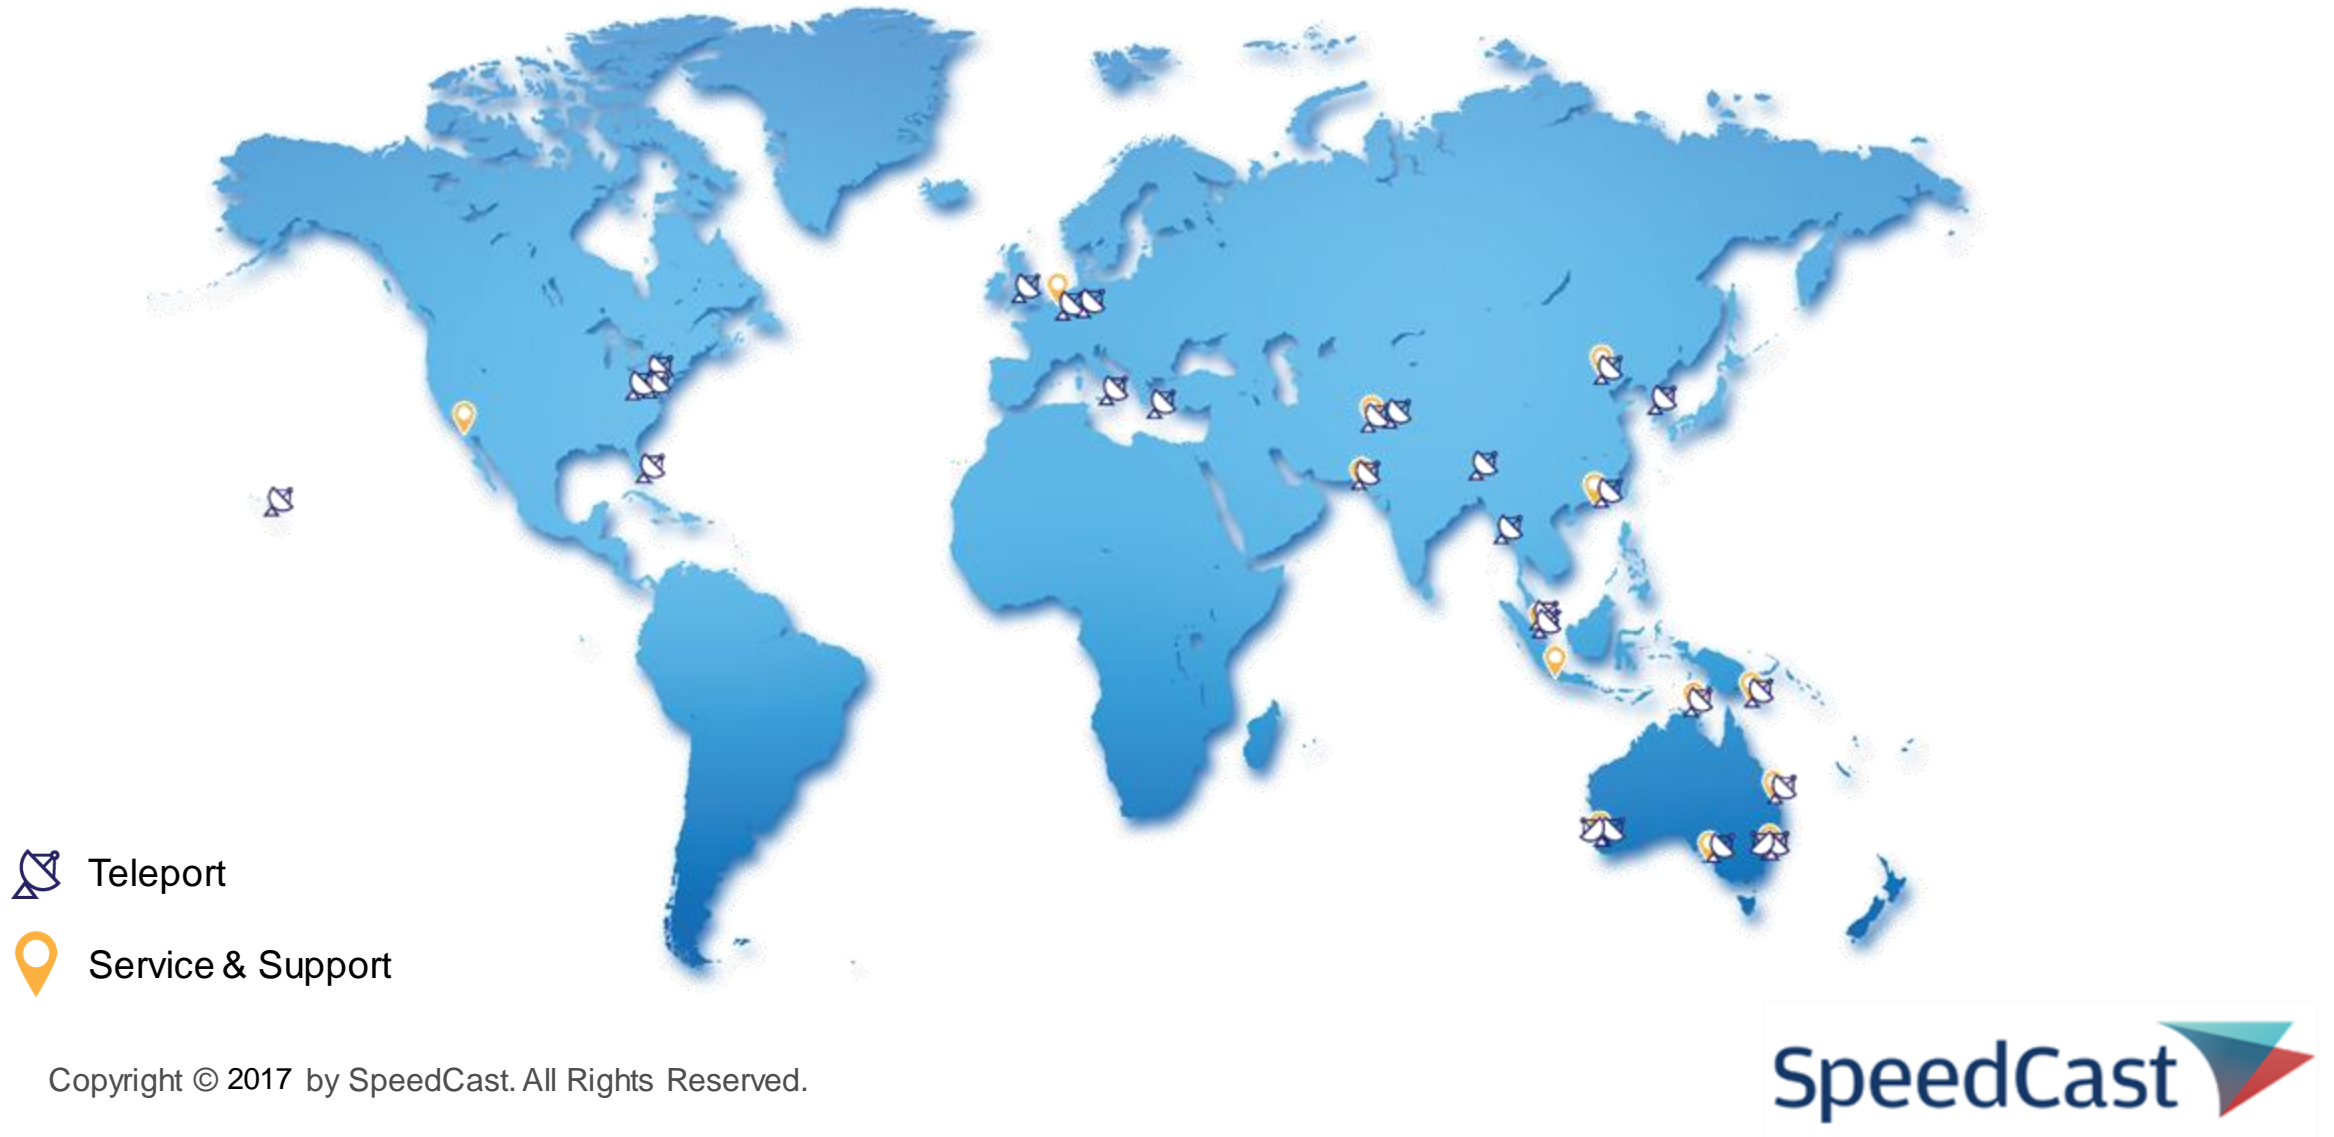 Teleport
Service & Support
Copyright © 2017 by SpeedCast. All Rights Reserved.
SpeedCast